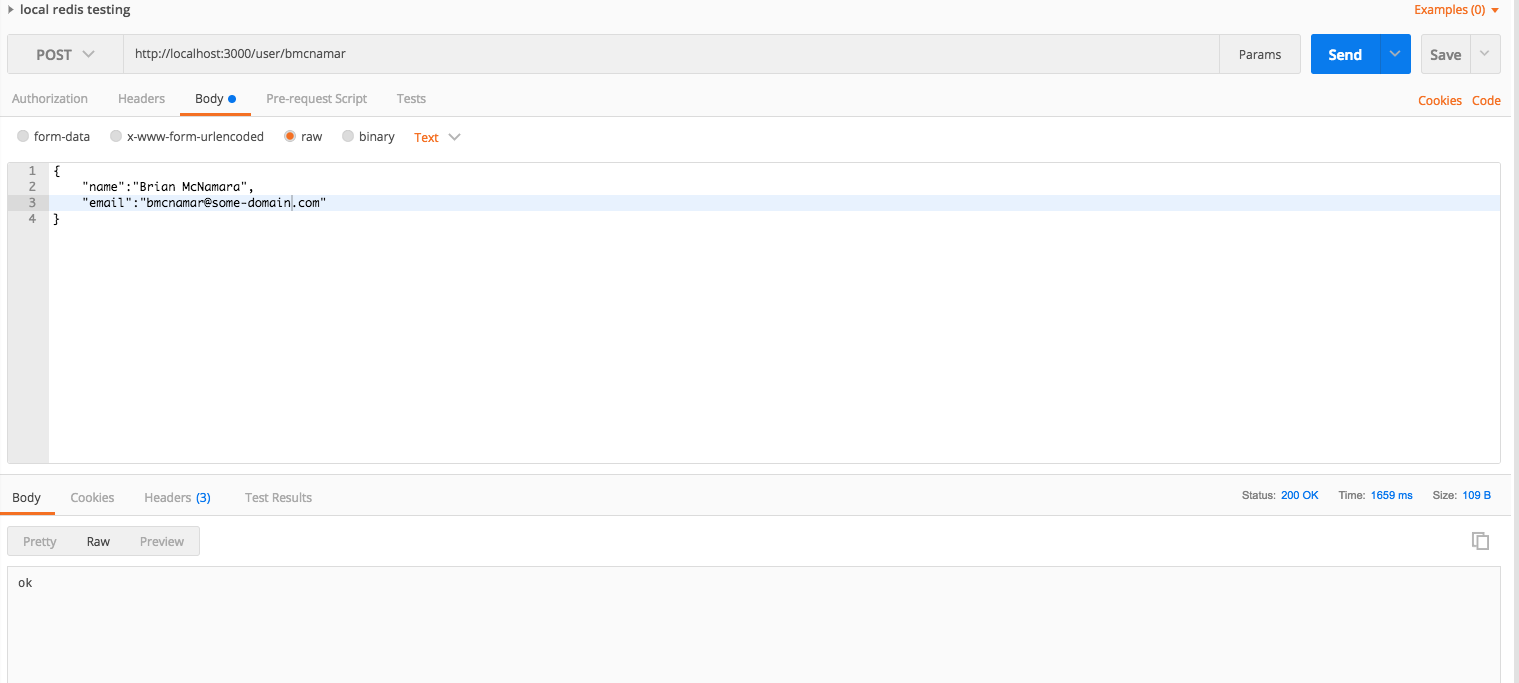 local redis testing
Examples (0)
POST
http://localhost:3000/user/bmcnamar
Params
Send
Save
Authorization Headers Body Pre-request Script Tests
Cookies Code
form-data x-www-form-urlencoded raw binary Text
1 {
2 "name":"Brian McNamara",
3 "email":"bmcnamar@some-domain.com"
4 }
Body Cookies Headers (3) Test Results
Status: 200 OK Time: 1659 ms Size: 109 B
Pretty Raw Preview
ok